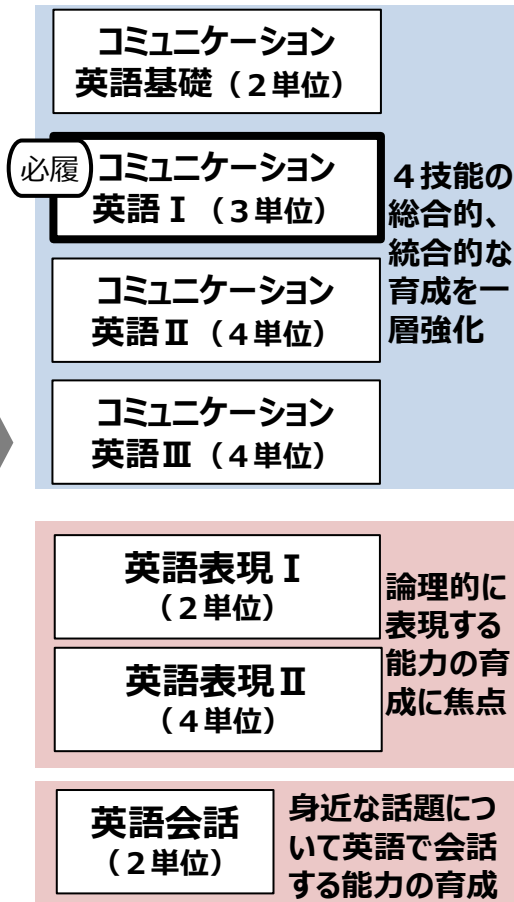 コミュニケーション
英語基礎（２単位）
必履
コミュニケーション
英語Ⅰ（３単位）
コミュニケーション
英語Ⅱ（４単位）
コミュニケーション
英語Ⅲ（４単位）
４技能の
総合的、
統合的な
育成を一
層強化
英語表現Ⅰ
（２単位）
英語表現Ⅱ
（４単位）
論理的に
表現する
能力の育
成に焦点
英語会話
（２単位）
身近な話題につ
いて英語で会話
する能力の育成